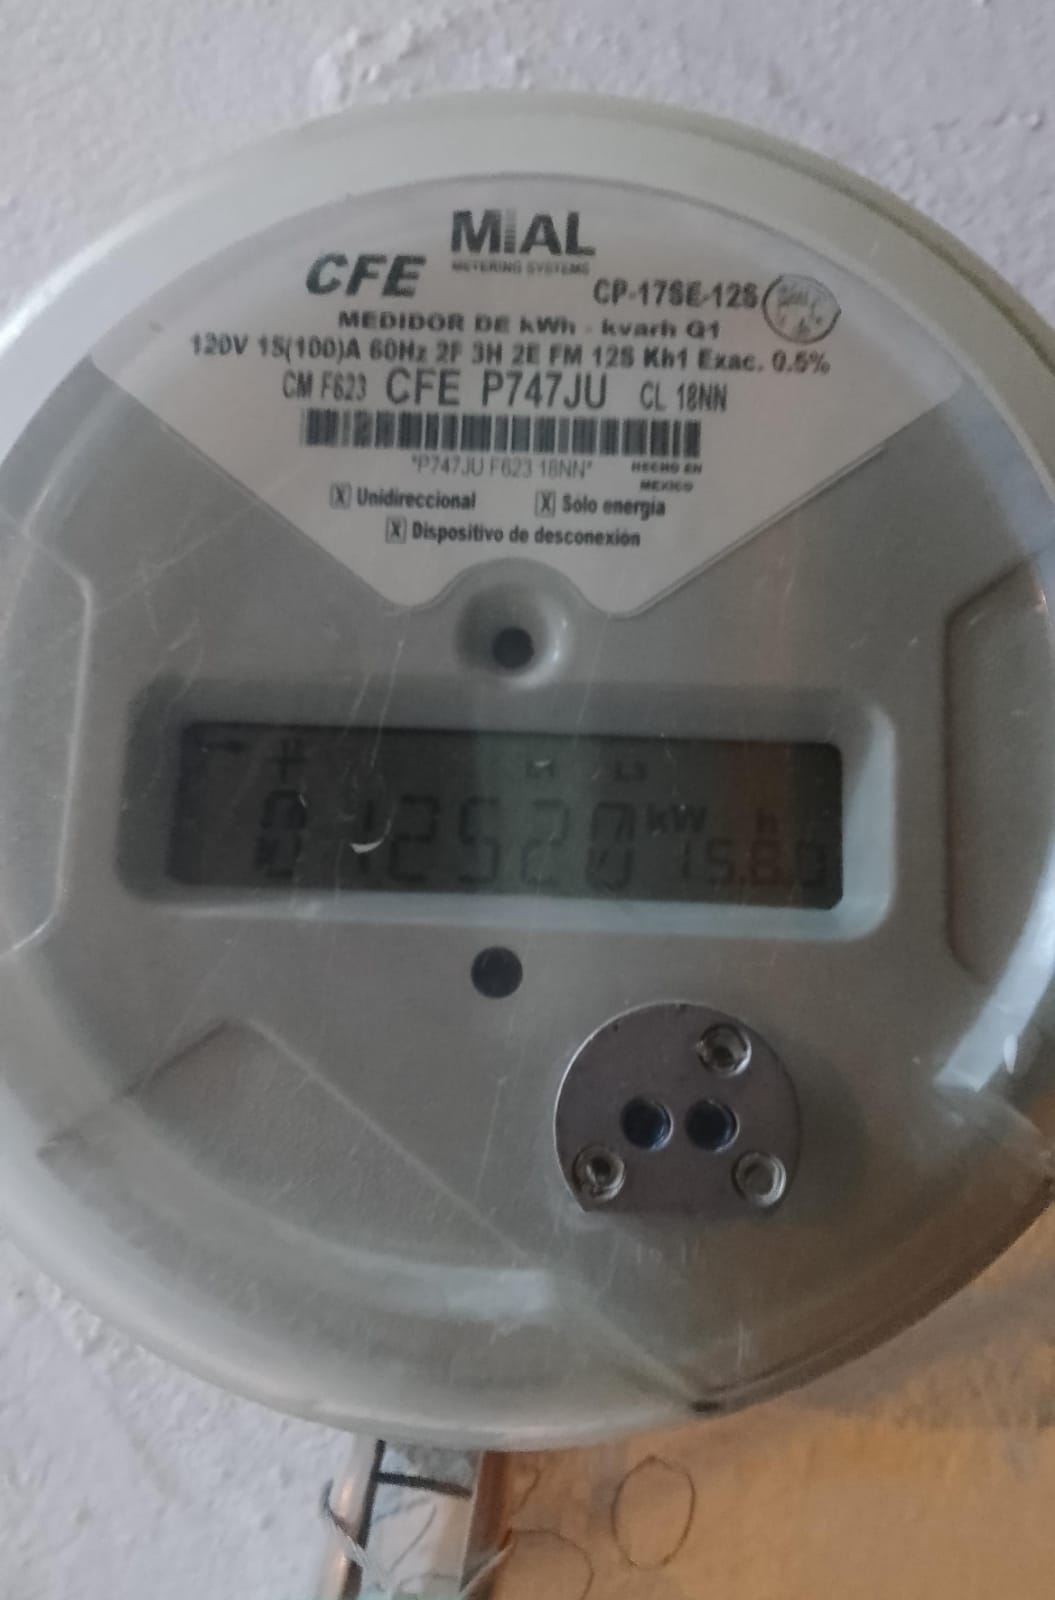 MiAL
METERING SYSTEMS
CFE
CP-17SE-12S
MEDIDOR DE kWh - kvarh Q1
120V 15(100)A 60Hz 2F 3H 2E FM 12S Kh1 Exac. 0.5%
CM F623 CFE P747JU CL 18NN
"P747JU F623 18NN" HECHO EN MEXICO
X Unidireccional X Solo energía
X Dispositivo de desconexión
L1 L3
kW h
15.8.0